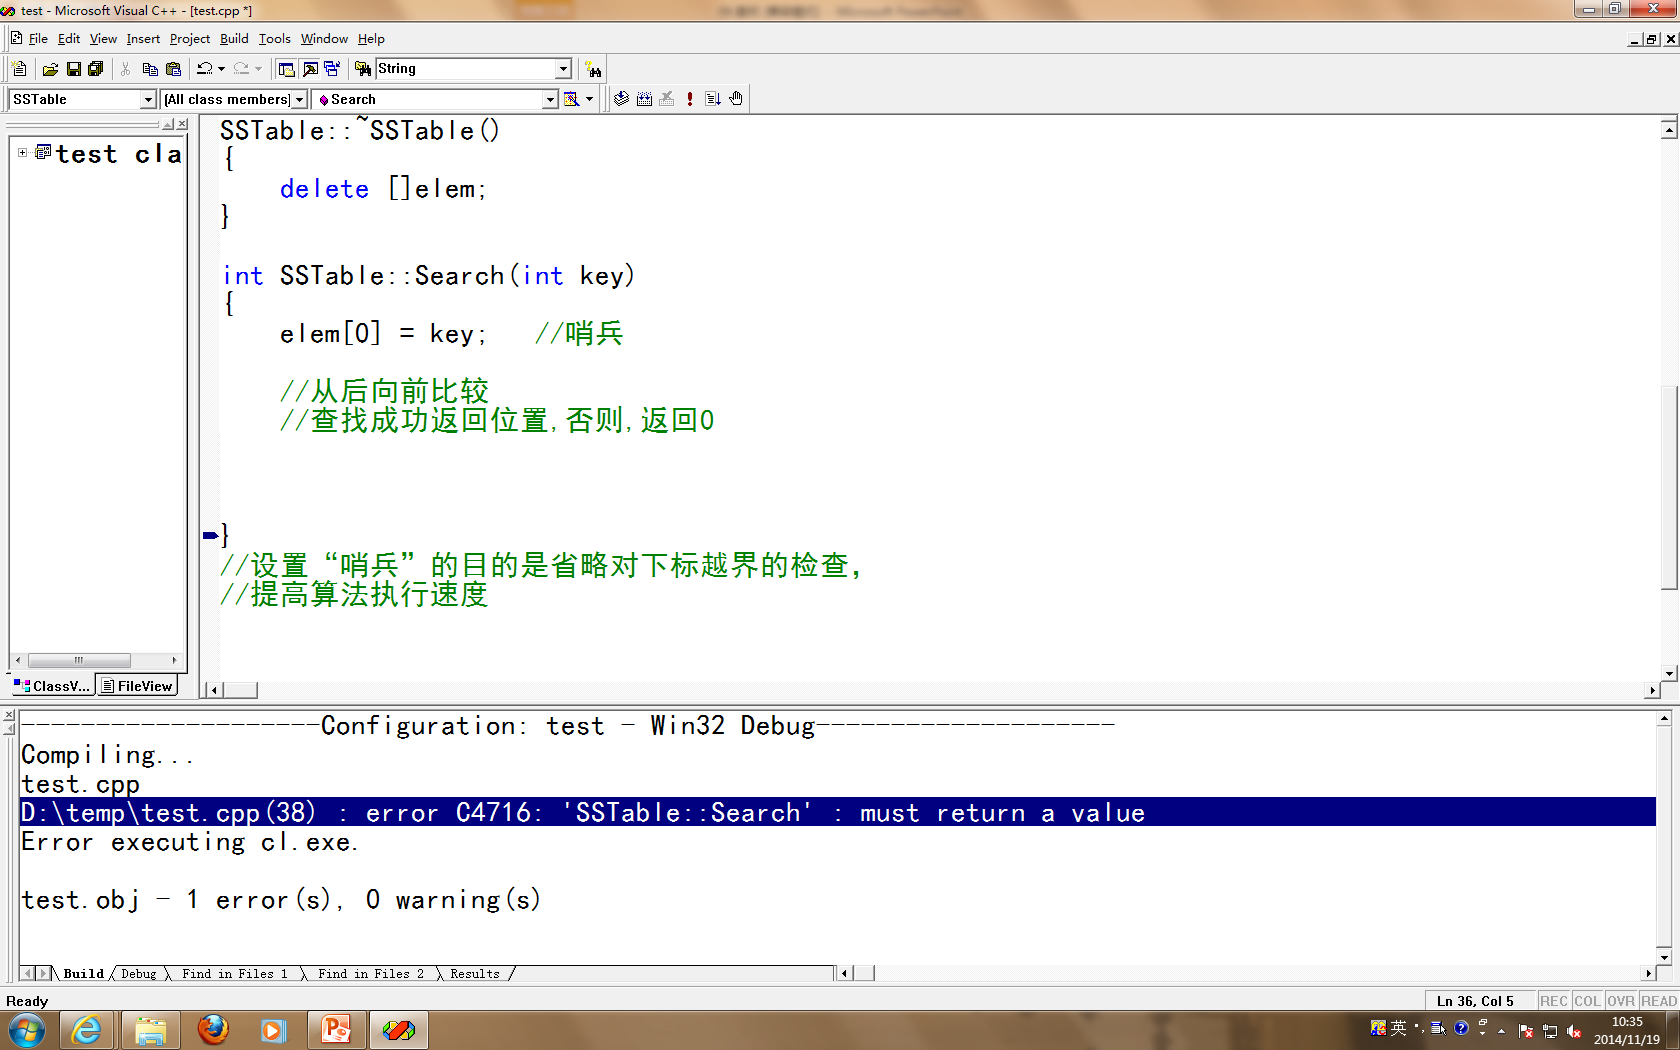 test - Microsoft Visual C++ - [test.cpp *]
File Edit View Insert Project Build Tools Window Help
String
SSTable [All class members] Search
test cla
ClassV... FileView
SSTable::~SSTable()
{
delete []elem;
}
int SSTable::Search(int key)
{
elem[0] = key; //哨兵
//从后向前比较
//查找成功返回位置,否则,返回0
}
//设置“哨兵”的目的是省略对下标越界的检查,
//提高算法执行速度
--------------------Configuration: test - Win32 Debug--------------------
Compiling...
test.cpp
D:\temp\test.cpp(38) : error C4716: 'SSTable::Search' : must return a value
Error executing cl.exe.
test.obj - 1 error(s), 0 warning(s)
Build Debug Find in Files 1 Find in Files 2 Results
Ready Ln 36, Col 5 REC COL OVR READ
英
10:35
2014/11/19